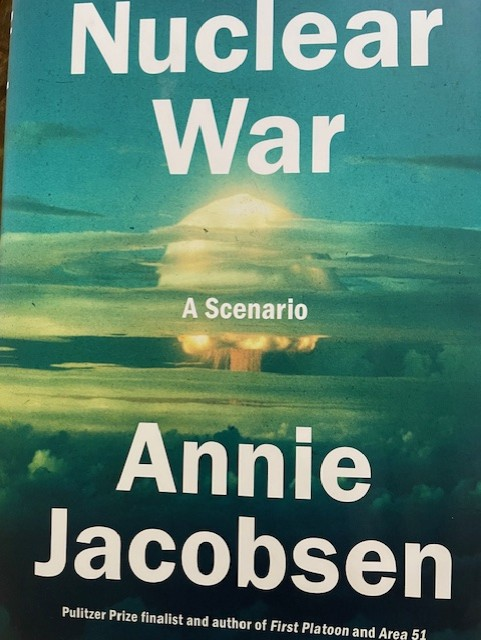 Nuclear
War
A Scenario
Annie
Jacobsen
Pulitzer Prize finalist and author of First Platoon and Area 51